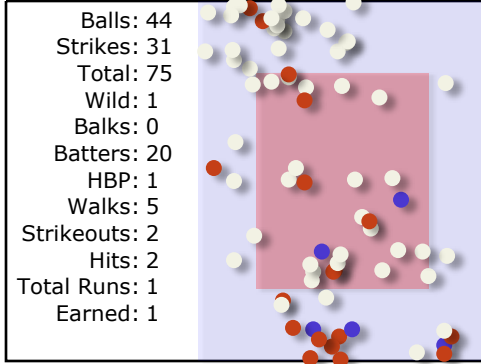 Balls: 44
Strikes: 31
Total: 75
Wild: 1
Balks: 0
Batters: 20
HBP: 1
Walks: 5
Strikeouts: 2
Hits: 2
Total Runs: 1
Earned: 1